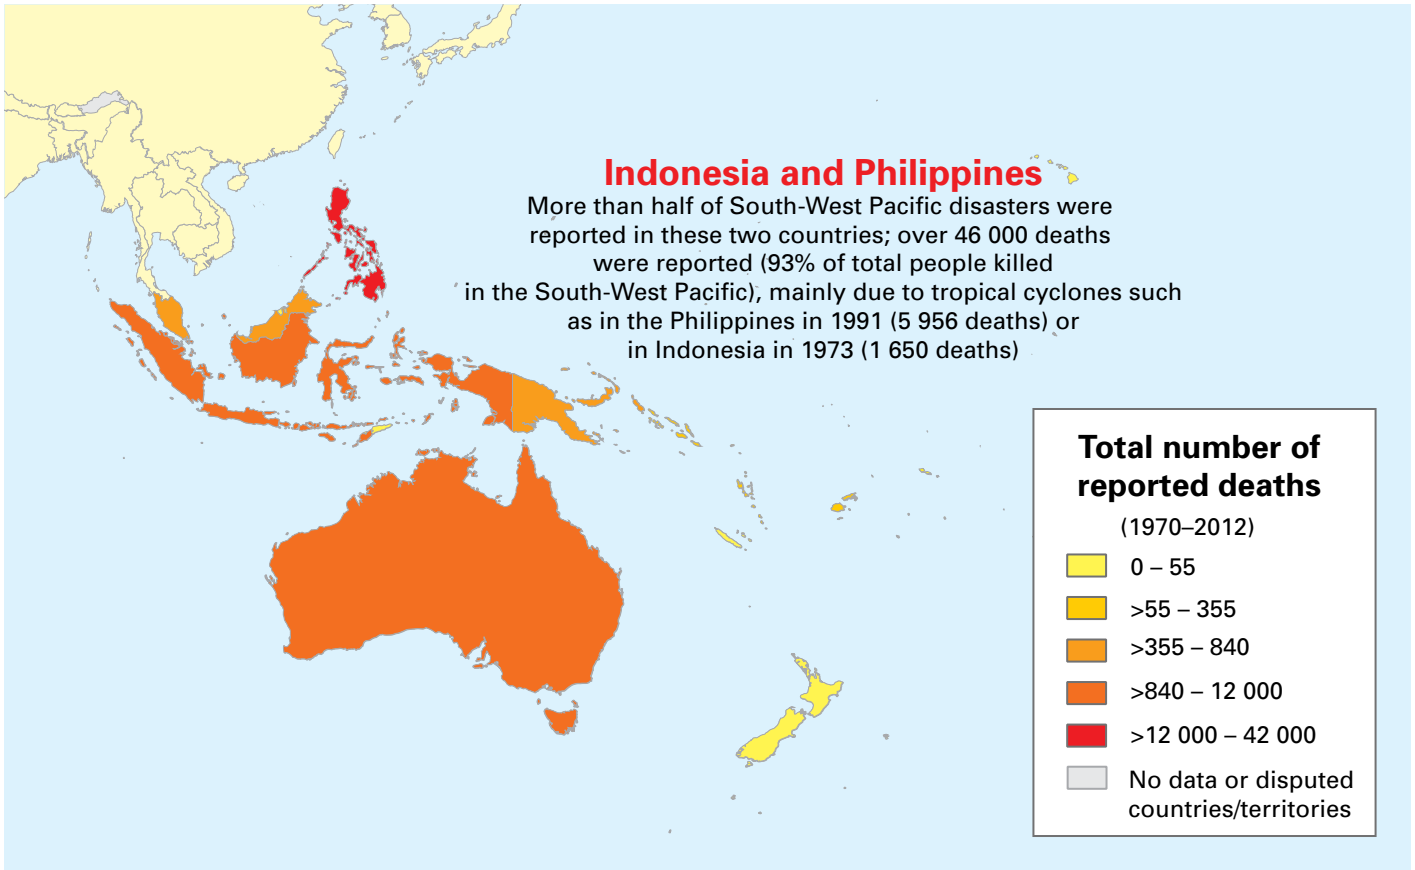 Indonesia and Philippines
More than half of South-West Pacific disasters were
reported in these two countries; over 46 000 deaths
were reported (93% of total people killed
in the South-West Pacific), mainly due to tropical cyclones such
as in the Philippines in 1991 (5 956 deaths) or
in Indonesia in 1973 (1 650 deaths)
Total number of
reported deaths
(1970–2012)
0 – 55
>55 – 355
>355 – 840
>840 – 12 000
>12 000 – 42 000
No data or disputed
countries/territories